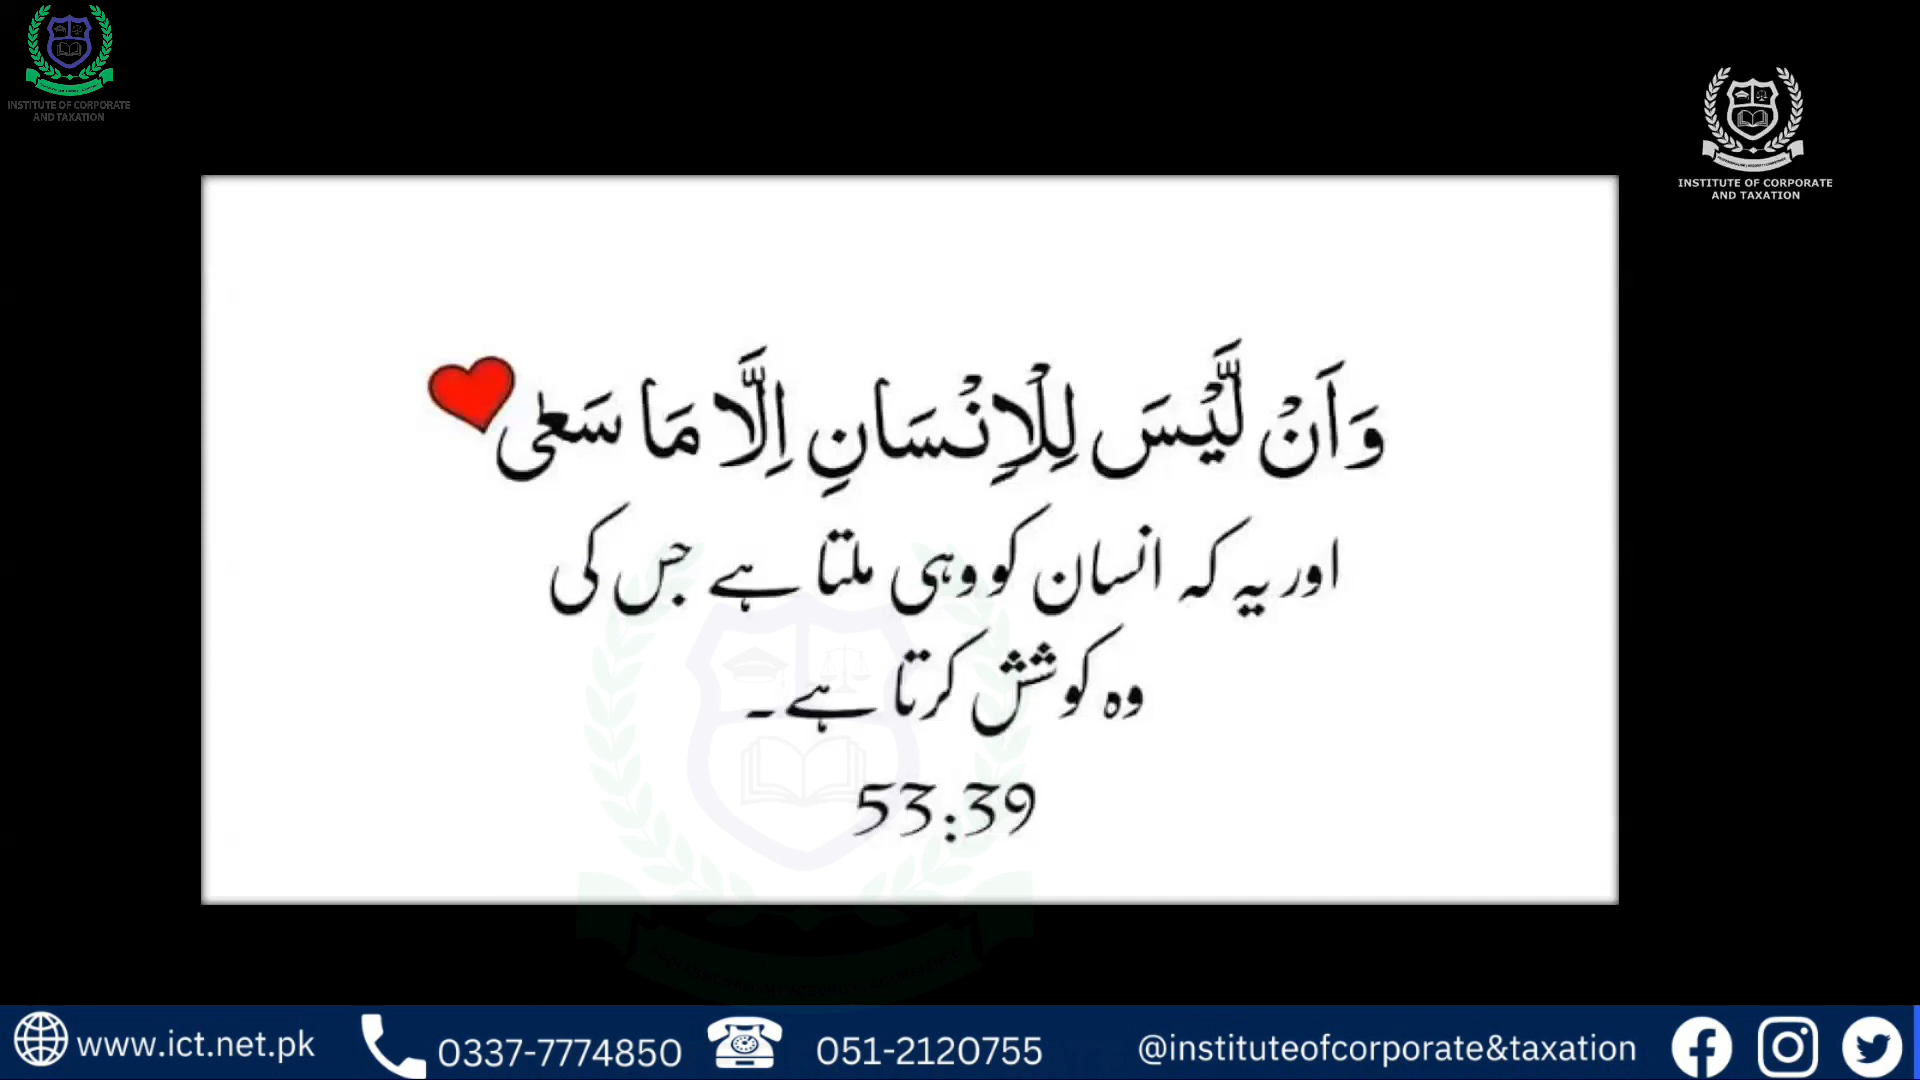 INSTITUTE OF CORPORATE
AND TAXATION
INSTITUTE OF CORPORATE
AND TAXATION
وَاَنْ لَّيْسَ لِلْاِنْسَانِ اِلَّا مَا سَعٰى
اور یہ کہ انسان کو وہی ملتا ہے جس کی
وہ کوشش کرتا ہے ۔
53:39
www.ict.net.pk
0337-7774850
051-2120755
@instituteofcorporate&taxation